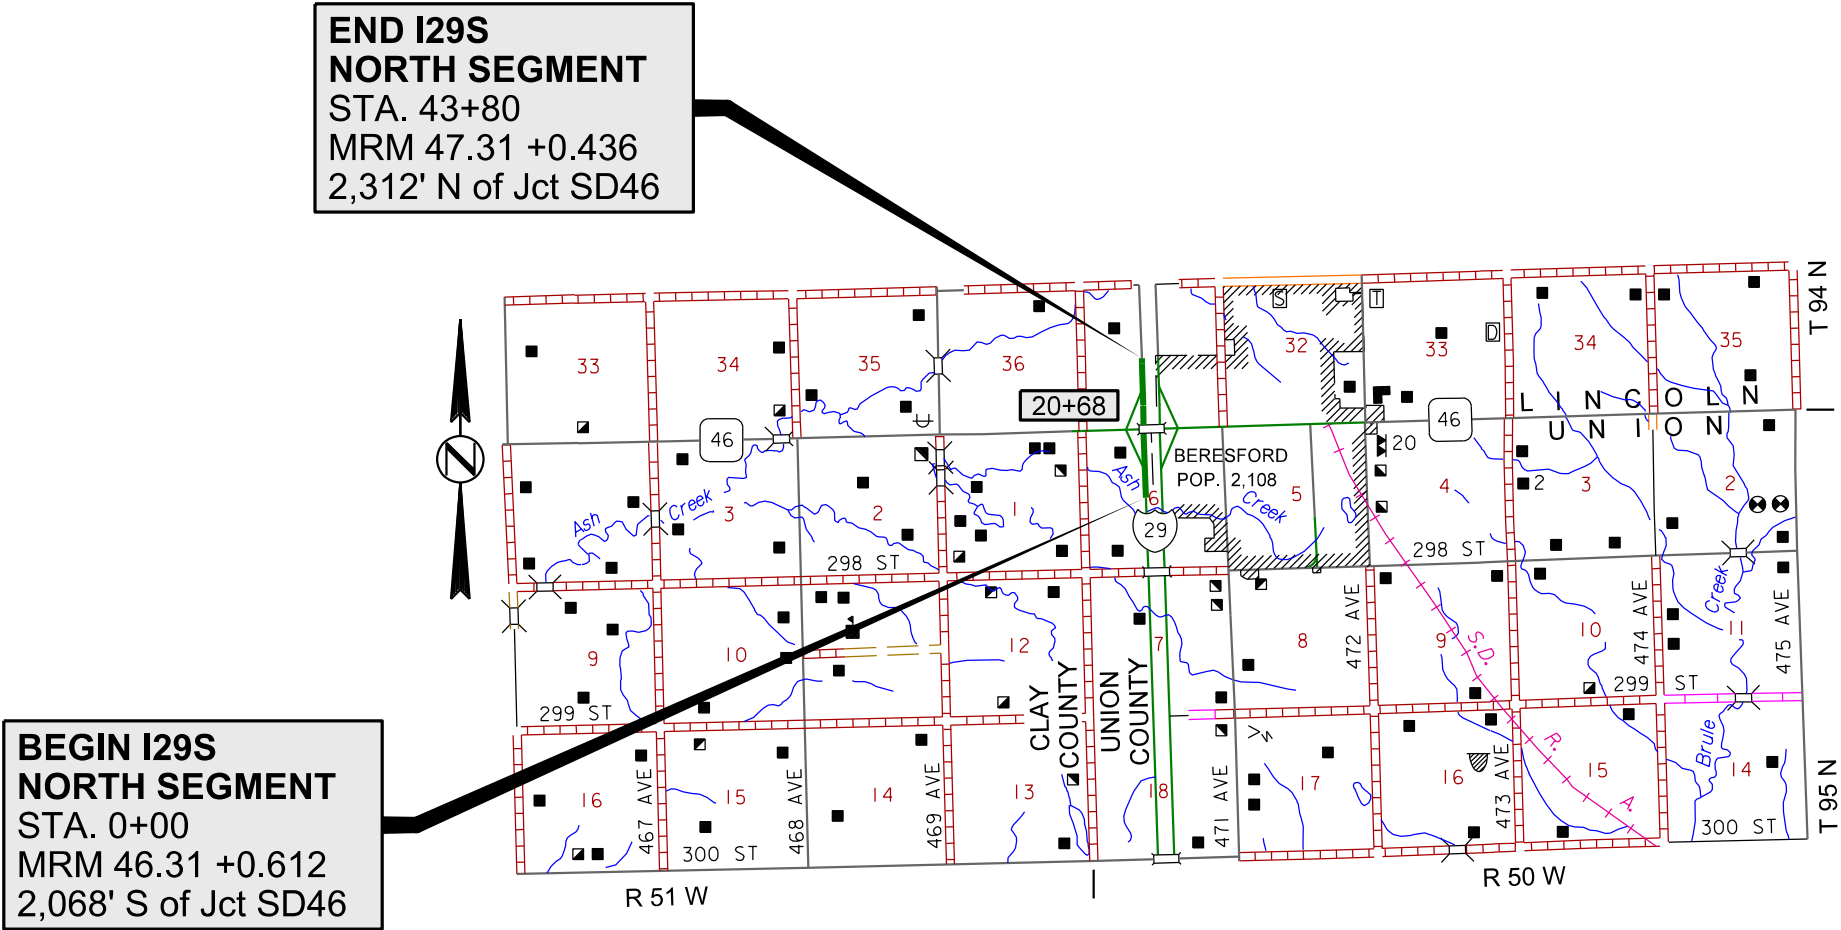 END I29S
NORTH SEGMENT
STA. 43+80
MRM 47.31 +0.436
2,312' N of Jct SD46
T 94 N
S
T
D
33
34
35
36
32
33
34
35
20+68
LINCOLN
UNION
46
46
20
BERESFORD
POP. 2,108
Ash
Creek
Ash
Creek
3
2
1
6
5
4
2
3
2
29
298 ST
298 ST
N
9
10
12
7
8
9
10
11
472 AVE
474 AVE
475 AVE
Creek
S.D.
CLAY
COUNTY
UNION
COUNTY
299 ST
299 ST
BEGIN I29S
NORTH SEGMENT
STA. 0+00
MRM 46.31 +0.612
2,068' S of Jct SD46
R.
A.
Brule
16
15
14
13
18
17
16
15
14
467 AVE
468 AVE
469 AVE
471 AVE
473 AVE
300 ST
300 ST
T 95 N
R 51 W
R 50 W